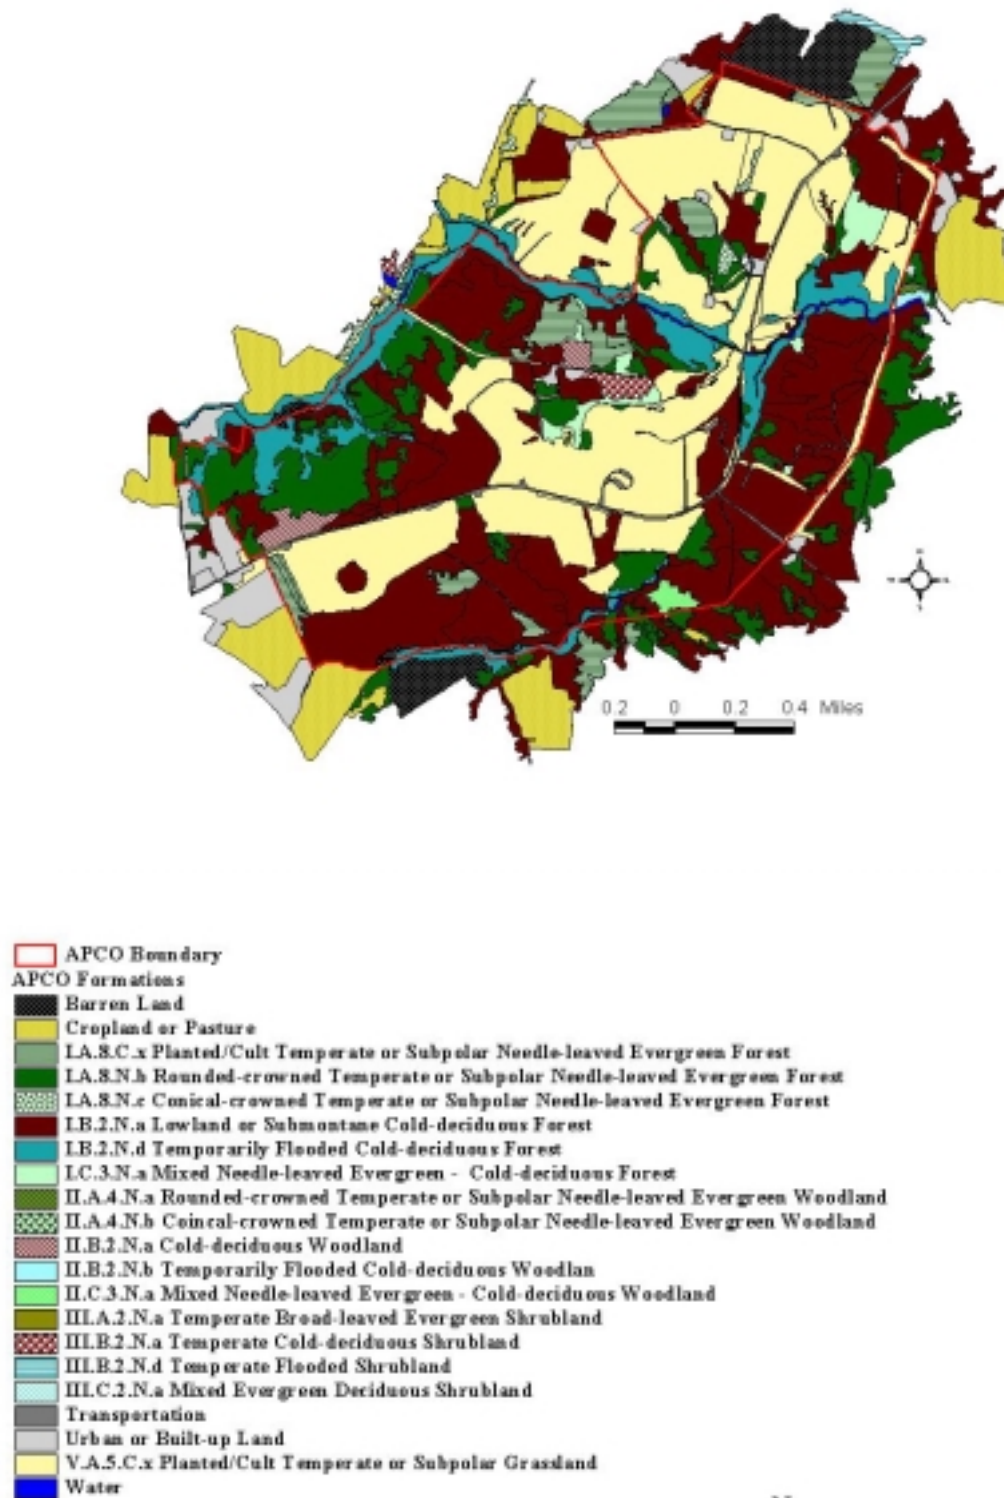 0.2 0 0.2 0.4 Miles
APCO Boundary
APCO Formations
Barren Land
Cropland or Pasture
I.A.8.C.x Planted/Cult Temperate or Subpolar Needle-leaved Evergreen Forest
I.A.8.N.b Rounded-crowned Temperate or Subpolar Needle-leaved Evergreen Forest
I.A.8.N.c Conical-crowned Temperate or Subpolar Needle-leaved Evergreen Forest
I.B.2.N.a Lowland or Submontane Cold-deciduous Forest
I.B.2.N.d Temporarily Flooded Cold-deciduous Forest
I.C.3.N.a Mixed Needle-leaved Evergreen - Cold-deciduous Forest
II.A.4.N.a Rounded-crowned Temperate or Subpolar Needle-leaved Evergreen Woodland
II.A.4.N.b Coincal-crowned Temperate or Subpolar Needle-leaved Evergreen Woodland
II.B.2.N.a Cold-deciduous Woodland
II.B.2.N.b Temporarily Flooded Cold-deciduous Woodlan
II.C.3.N.a Mixed Needle-leaved Evergreen - Cold-deciduous Woodland
III.A.2.N.a Temperate Broad-leaved Evergreen Shrubland
III.B.2.N.a Temperate Cold-deciduous Shrubland
III.B.2.N.d Temperate Flooded Shrubland
III.C.2.N.a Mixed Evergreen Deciduous Shrubland
Transportation
Urban or Built-up Land
V.A.5.C.x Planted/Cult Temperate or Subpolar Grassland
Water